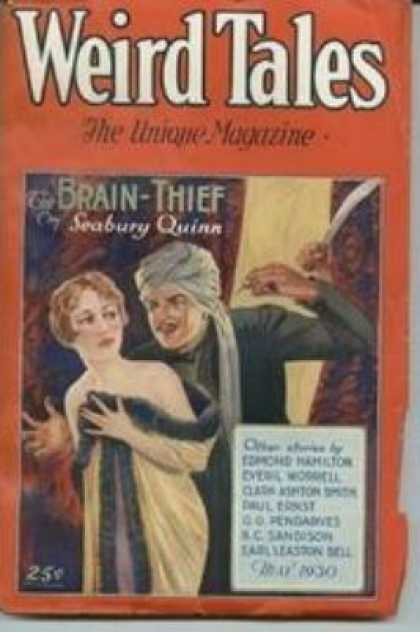 Weird Tales
The Unique Magazine
The BRAIN-THIEF
By Seabury Quinn
Other stories by
EDMOND HAMILTON
EVERIL WORRELL
CLARK ASHTON SMITH
PAUL ERNST
G.G. PENDARVES
B.C. SANDISON
EARL LEASTON BELL
MAY 1930
25¢